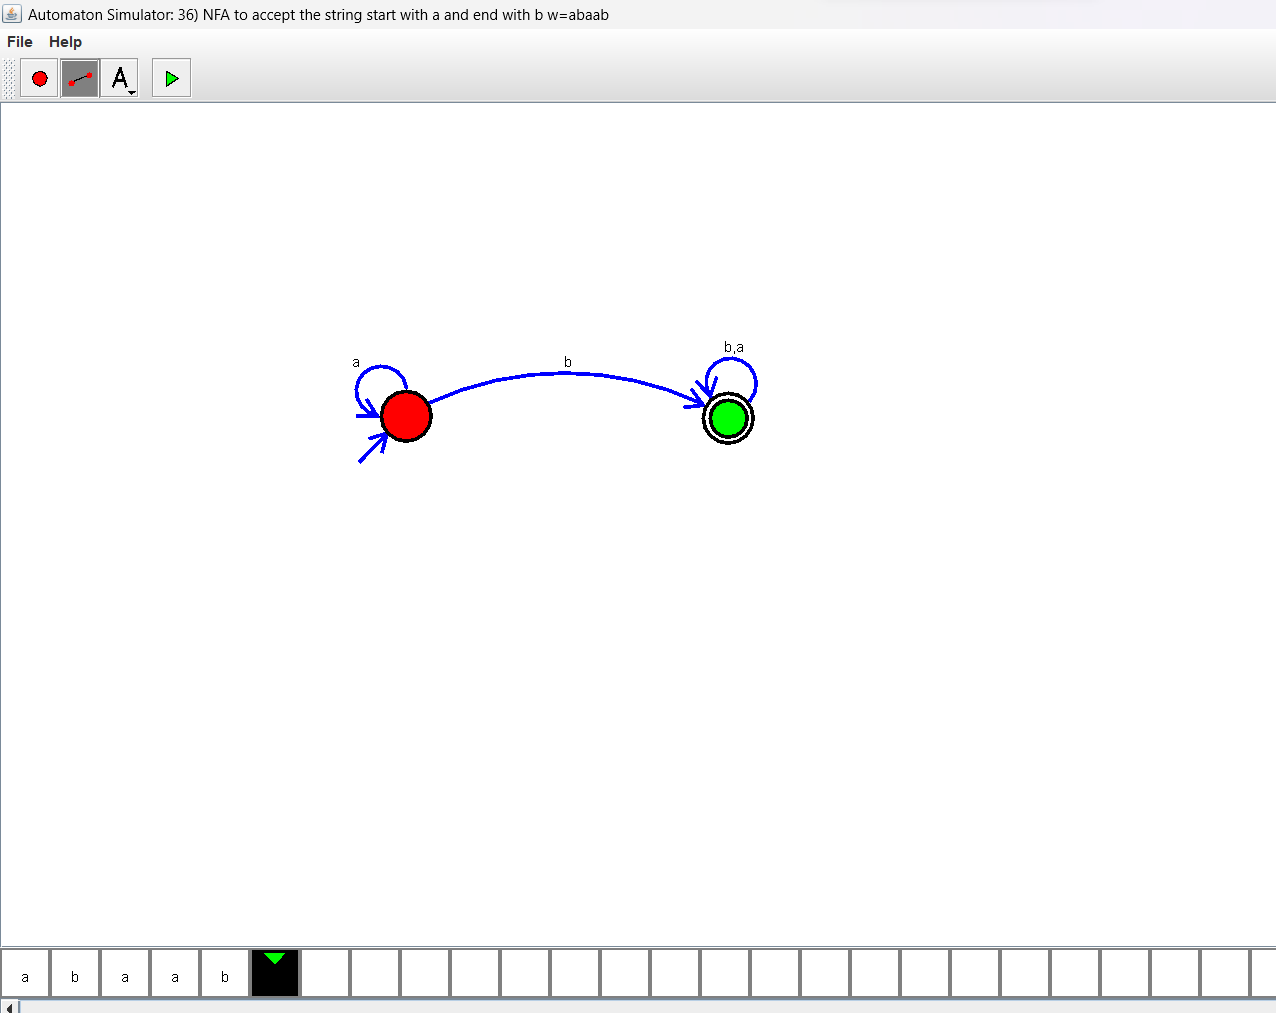 Automaton Simulator: 36) NFA to accept the string start with a and end with b w=abaab
File Help
A
b,a
a
b
a b a a b